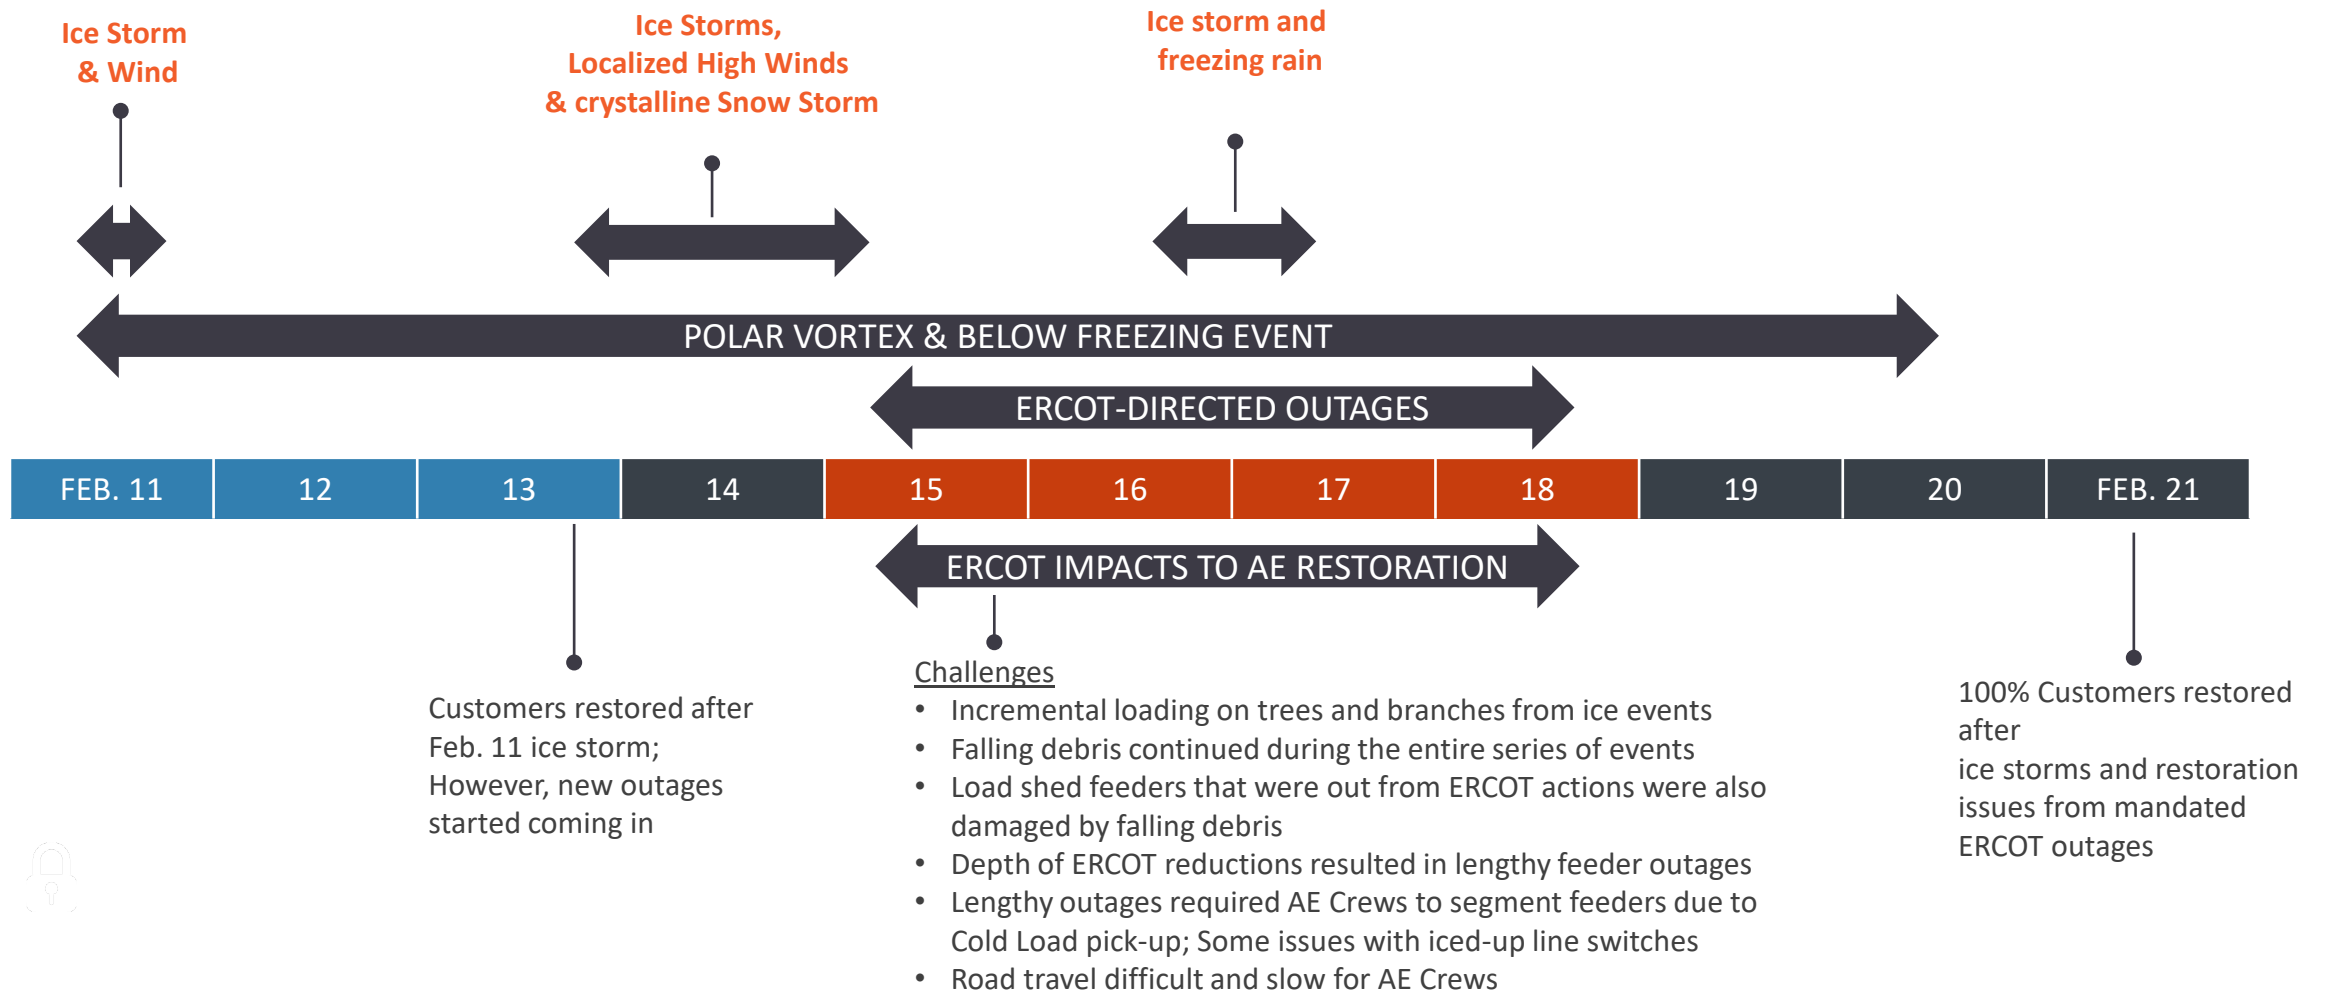 Ice Storm
& Wind
Ice Storms,
Localized High Winds
& crystalline Snow Storm
Ice storm and
freezing rain
POLAR VORTEX & BELOW FREEZING EVENT
ERCOT-DIRECTED OUTAGES
FEB. 11 12 13 14 15 16 17 18 19 20 FEB. 21
ERCOT IMPACTS TO AE RESTORATION
Customers restored after
Feb. 11 ice storm;
However, new outages
started coming in
Challenges
• Incremental loading on trees and branches from ice events
• Falling debris continued during the entire series of events
• Load shed feeders that were out from ERCOT actions were also
damaged by falling debris
• Depth of ERCOT reductions resulted in lengthy feeder outages
• Lengthy outages required AE Crews to segment feeders due to
Cold Load pick-up; Some issues with iced-up line switches
• Road travel difficult and slow for AE Crews
100% Customers restored
after
ice storms and restoration
issues from mandated
ERCOT outages